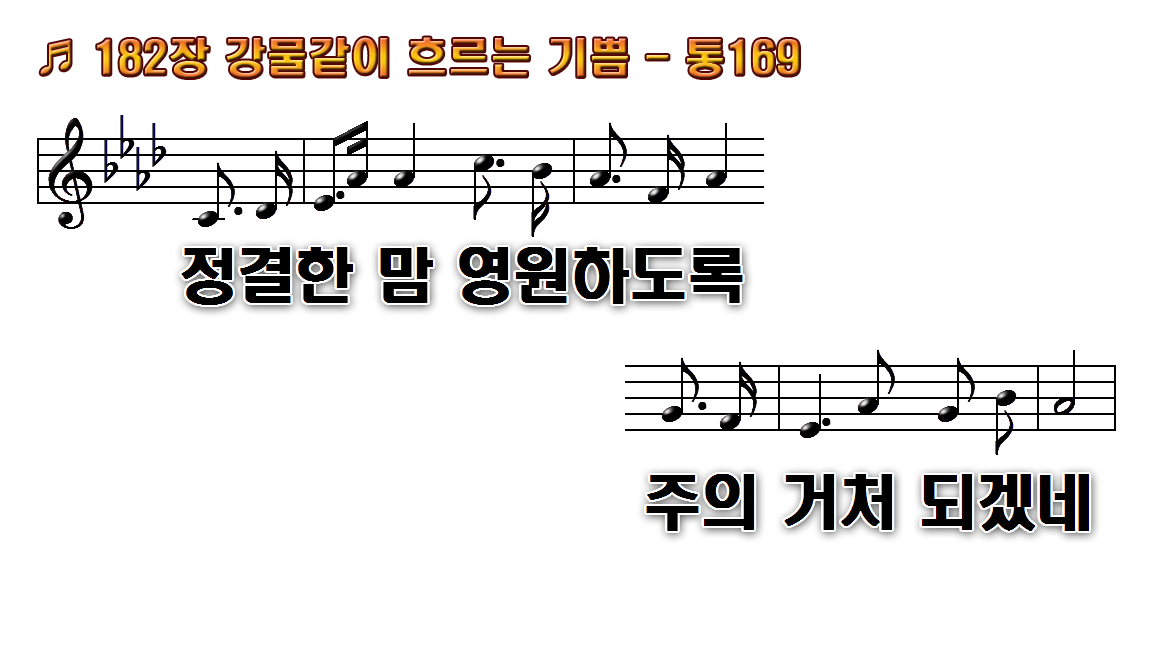 ♬ 182장 강물같이 흐르는 기쁨 - 통169
정결한 맘 영원하도록
주의 거처 되겠네